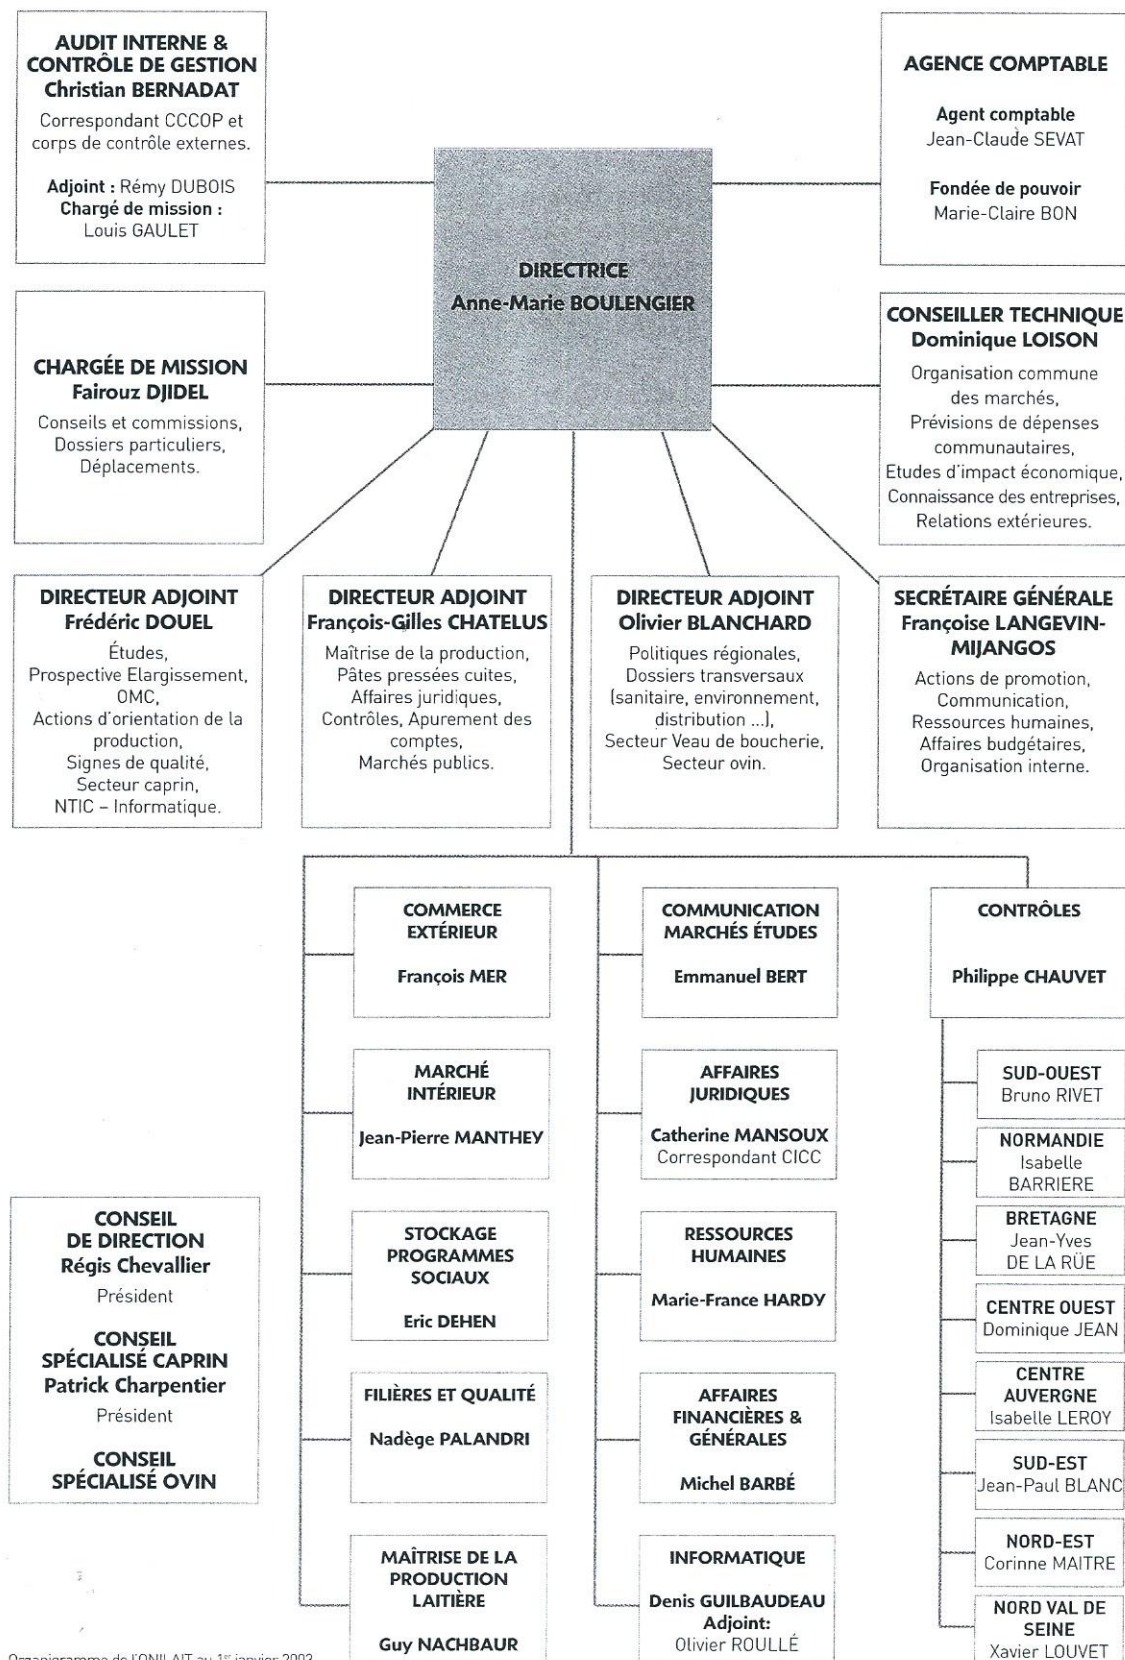 AUDIT INTERNE &
CONTRÔLE DE GESTION
Christian BERNADAT
Correspondant CCCOP et
corps de contrôle externes.
Adjoint : Rémy DUBOIS
Chargé de mission :
Louis GAULET
AGENCE COMPTABLE
Agent comptable
Jean-Claude SEVAT
Fondée de pouvoir
Marie-Claire BON
DIRECTRICE
Anne-Marie BOULENGIER
CHARGÉE DE MISSION
Fairouz DJIDEL
Conseils et commissions,
Dossiers particuliers,
Déplacements.
CONSEILLER TECHNIQUE
Dominique LOISON
Organisation commune
des marchés,
Prévisions de dépenses
communautaires,
Etudes d'impact économique,
Connaissance des entreprises,
Relations extérieures.
DIRECTEUR ADJOINT
Frédéric DOUEL
Études,
Prospective Elargissement,
OMC,
Actions d'orientation de la
production,
Signes de qualité,
Secteur caprin,
NTIC – Informatique.
DIRECTEUR ADJOINT
François-Gilles CHATELUS
Maîtrise de la production,
Pâtes pressées cuites,
Affaires juridiques,
Contrôles, Apurement des
comptes,
Marchés publics.
DIRECTEUR ADJOINT
Olivier BLANCHARD
Politiques régionales,
Dossiers transversaux
(sanitaire, environnement,
distribution ...),
Secteur Veau de boucherie,
Secteur ovin.
SECRÉTAIRE GÉNÉRALE
Françoise LANGEVIN-
MIJANGOS
Actions de promotion,
Communication,
Ressources humaines,
Affaires budgétaires,
Organisation interne.
COMMERCE
EXTÉRIEUR
François MER
MARCHÉ
INTÉRIEUR
Jean-Pierre MANTHEY
STOCKAGE
PROGRAMMES
SOCIAUX
Eric DEHEN
FILIÈRES ET QUALITÉ
Nadège PALANDRI
MAÎTRISE DE LA
PRODUCTION
LAITIÈRE
Guy NACHBAUR
COMMUNICATION
MARCHÉS ÉTUDES
Emmanuel BERT
AFFAIRES
JURIDIQUES
Catherine MANSOUX
Correspondant CICC
RESSOURCES
HUMAINES
Marie-France HARDY
AFFAIRES
FINANCIÈRES &
GÉNÉRALES
Michel BARBÉ
INFORMATIQUE
Denis GUILBAUDEAU
Adjoint:
Olivier ROULLÉ
CONTRÔLES
Philippe CHAUVET
SUD-OUEST
Bruno RIVET
NORMANDIE
Isabelle
BARRIERE
BRETAGNE
Jean-Yves
DE LA RÜE
CENTRE OUEST
Dominique JEAN
CENTRE
AUVERGNE
Isabelle LEROY
SUD-EST
Jean-Paul BLANC
NORD-EST
Corinne MAITRE
NORD VAL DE
SEINE
Xavier LOUVET
CONSEIL
DE DIRECTION
Régis Chevallier
Président
CONSEIL
SPÉCIALISÉ CAPRIN
Patrick Charpentier
Président
CONSEIL
SPÉCIALISÉ OVIN
Organigramme de l'ONILAIT au 1er janvier 2003